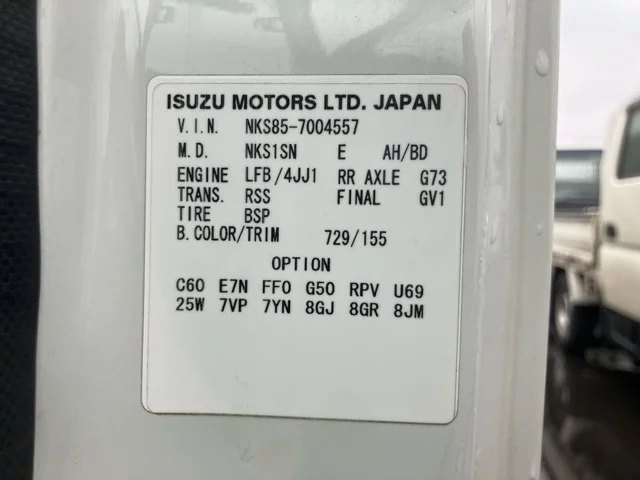 ISUZU MOTORS LTD. JAPAN
V.I.N. NKS85-7004557
M.D. NKS1SN E AH/BD
ENGINE LFB/4JJ1 RR AXLE G73
TRANS. RSS FINAL GV1
TIRE BSP
B.COLOR/TRIM 729/155
OPTION
C60 E7N FF0 G50 RPV U69
25W 7VP 7YN 8GJ 8GR 8JM